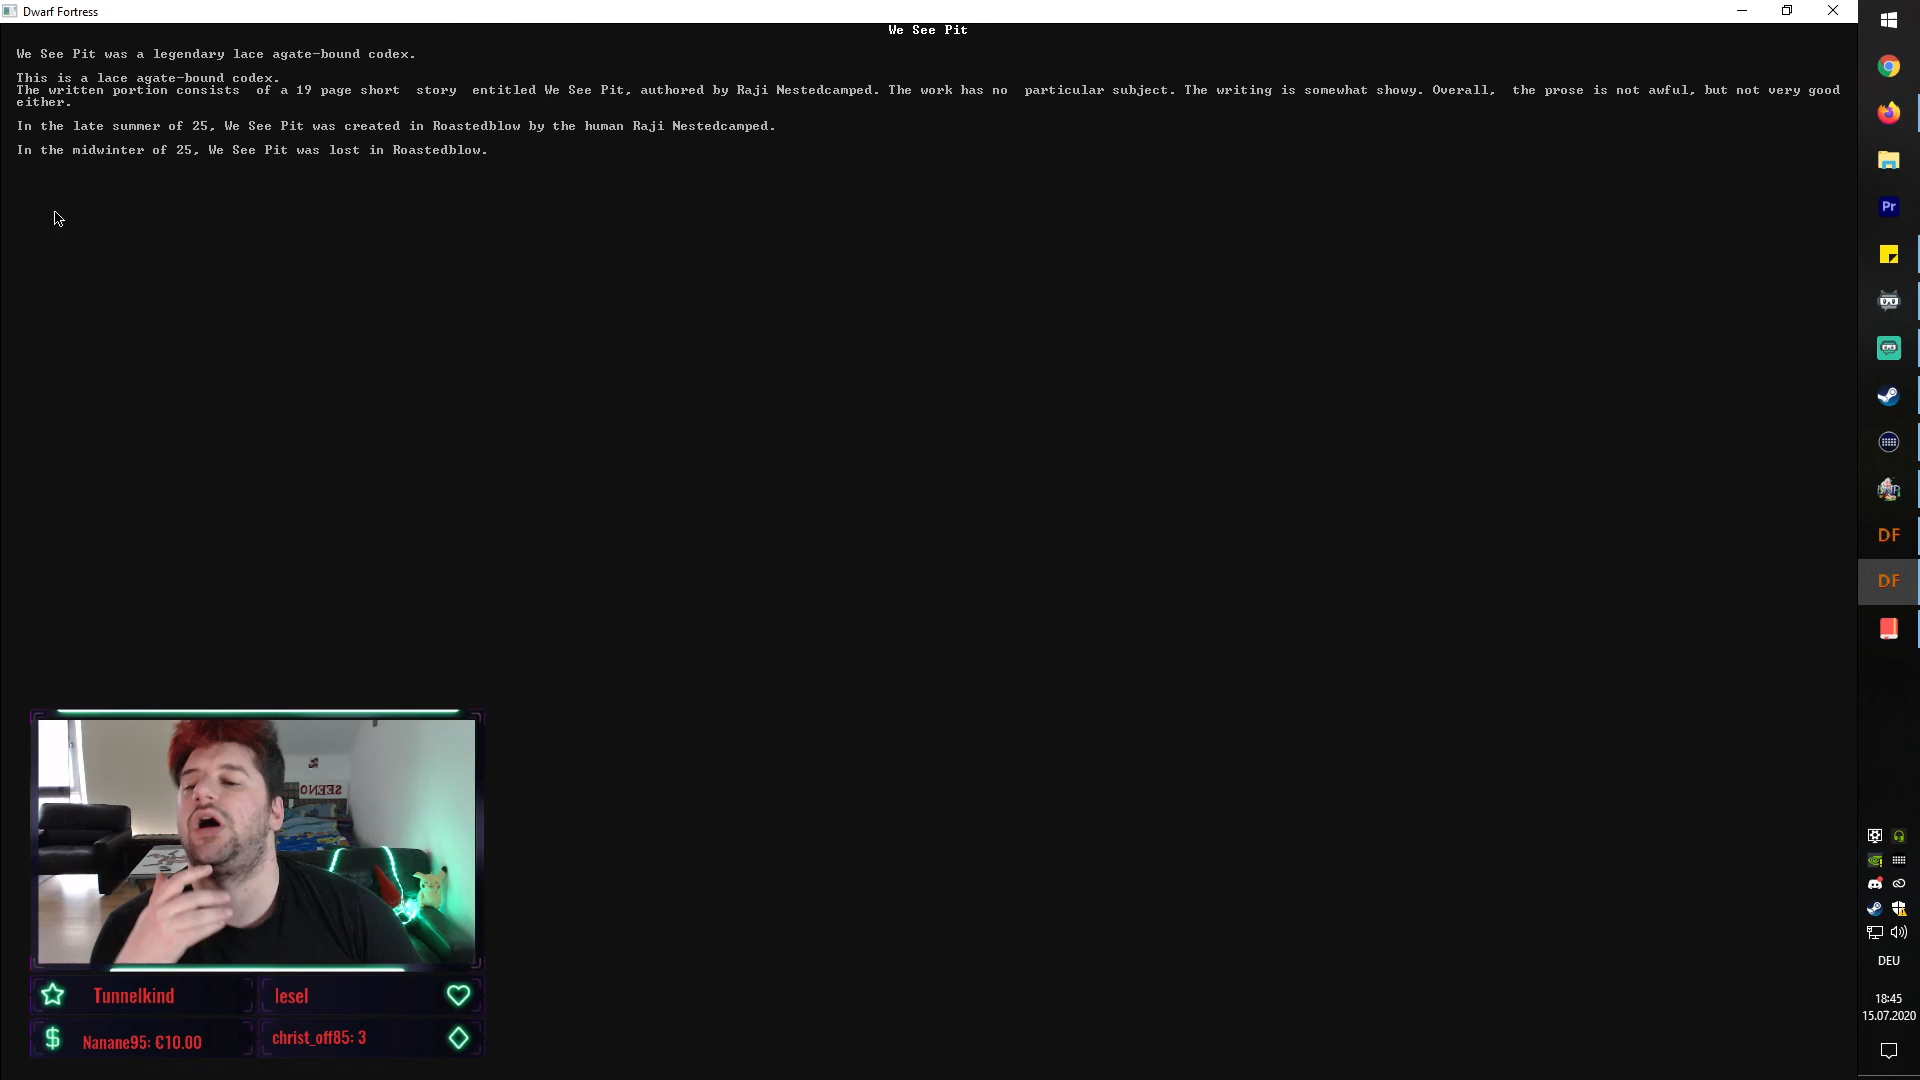 Dwarf Fortress
We See Pit
We See Pit was a legendary lace agate-bound codex.
This is a lace agate-bound codex.
The written portion consists of a 19 page short story entitled We See Pit, authored by Raji Nestedcamped. The work has no particular subject. The writing is somewhat showy. Overall, the prose is not awful, but not very good
either.
In the late summer of 25, We See Pit was created in Roastedblow by the human Raji Nestedcamped.
In the midwinter of 25, We See Pit was lost in Roastedblow.
Pr
DF
DF
Tunnelkind
lesel
$
Nanane95: €10.00
christ_off85: 3
DEU
18:45
15.07.2020